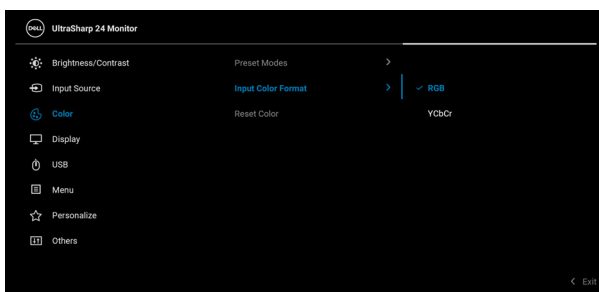 DELL UltraSharp 24 Monitor
Brightness/Contrast Preset Modes
Input Source Input Color Format RGB
Color Reset Color YCbCr
Display
USB
Menu
Personalize
Others
Exit